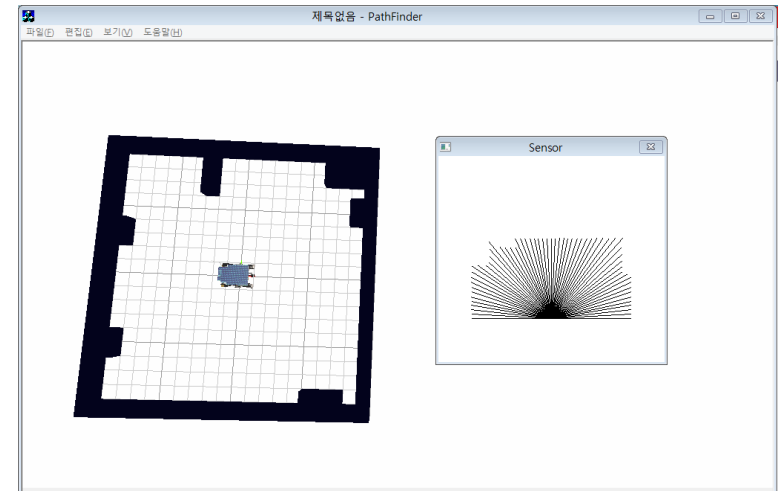 제목없음 - PathFinder
파일(F) 편집(E) 보기(V) 도움말(H)
Sensor